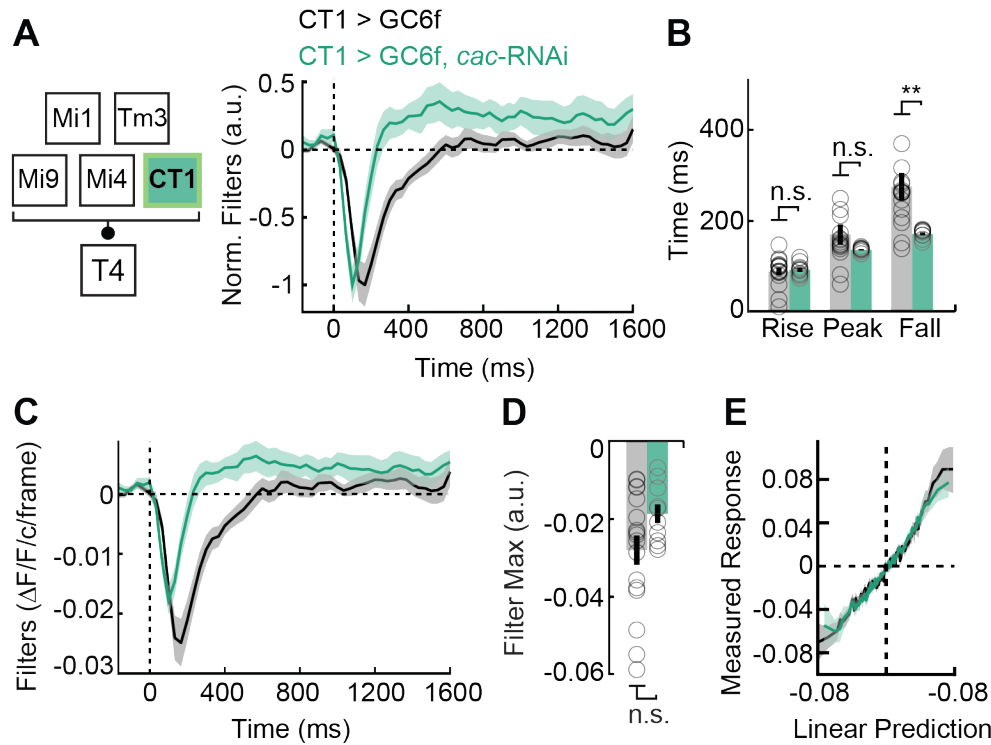 A
CT1 > GC6f
CT1 > GC6f, cac-RNAi
Mi1 Tm3
Mi9 Mi4 CT1
T4
Norm. Filters (a.u.)
0.5
0
-0.5
-1
0 400 800 1200 1600
Time (ms)
B
Time (ms)
400
200
0
n.s. n.s. **
Rise Peak Fall
C
Filters (ΔF/F/c/frame)
0
-0.01
-0.02
-0.03
0 400 800 1200 1600
Time (ms)
D
Filter Max (a.u.)
0
-0.02
-0.04
-0.06
n.s.
E
Measured Response
0.08
0.04
0
-0.04
-0.08
-0.08 -0.08
Linear Prediction